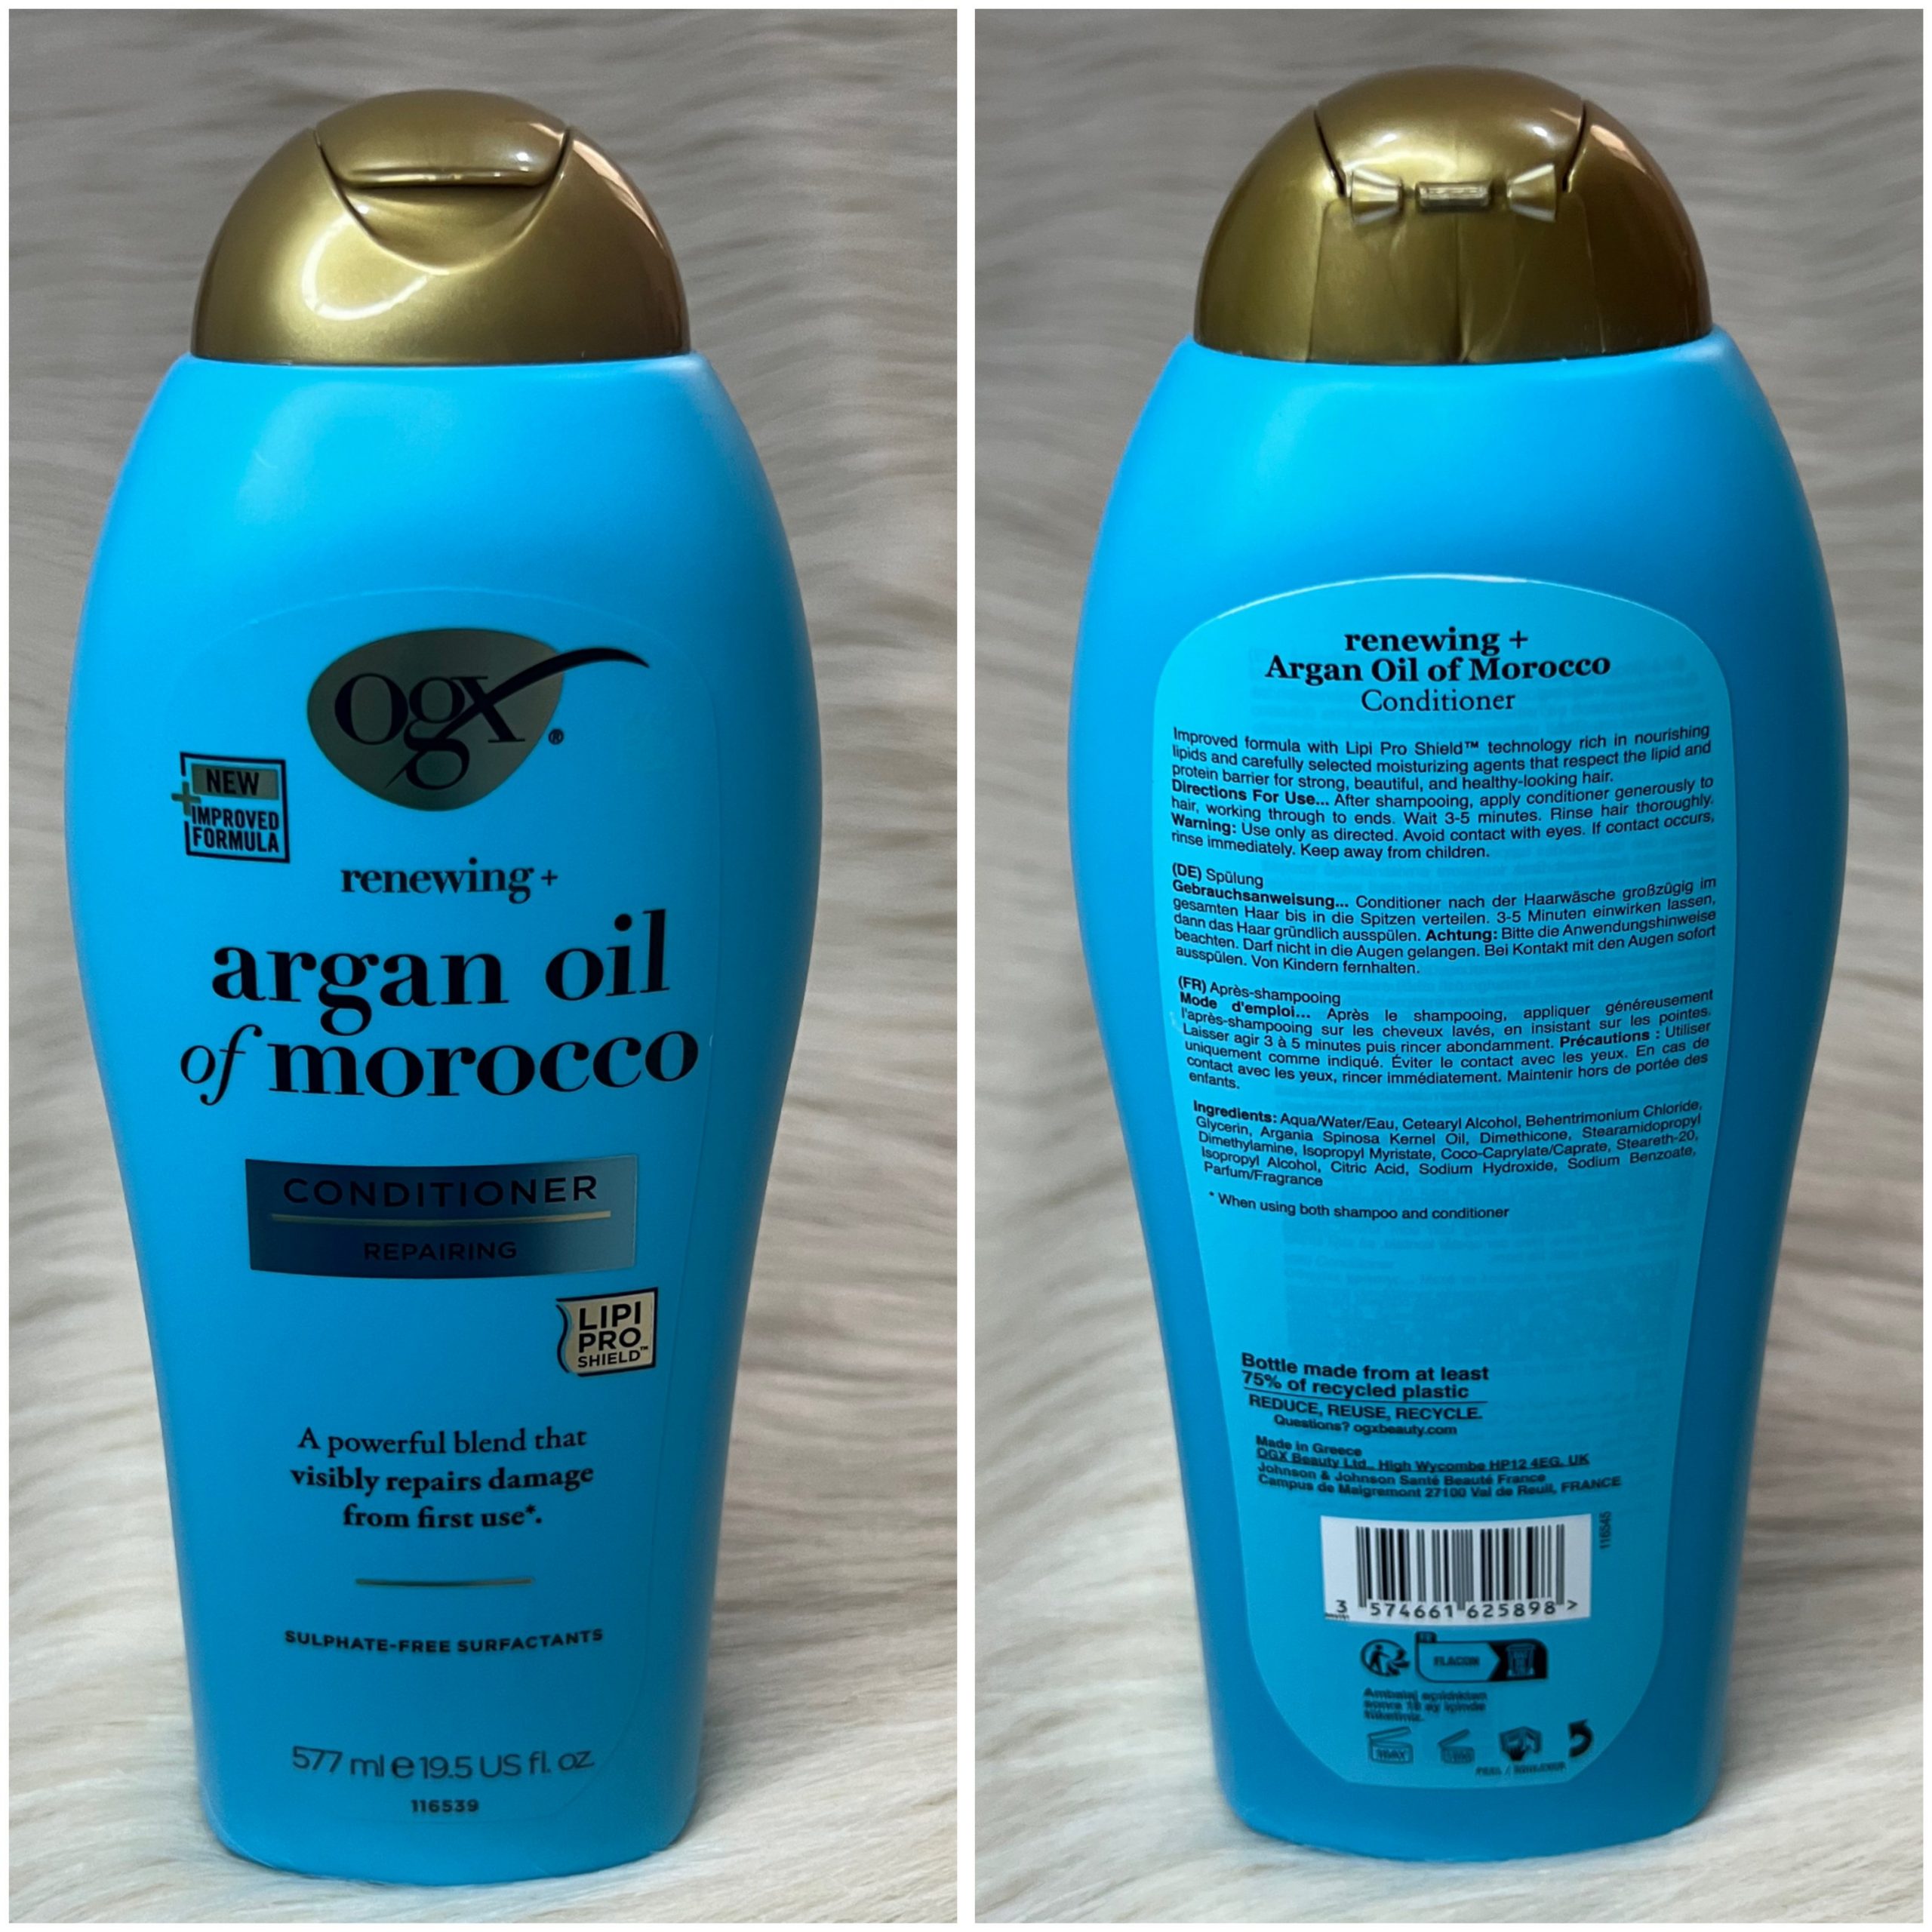 ogx®
NEW
+
IMPROVED
FORMULA
renewing +
argan oil
of morocco
CONDITIONER
REPAIRING
LIPI
PRO
SHIELD™
A powerful blend that
visibly repairs damage
from first use*.
SULPHATE-FREE SURFACTANTS
577 ml e 19.5 US fl. oz
116539
renewing +
Argan Oil of Morocco
Conditioner
Improved formula with Lipi Pro Shield™ technology rich in nourishing
lipids and carefully selected moisturizing agents that respect the lipid and
protein barrier for strong, beautiful, and healthy-looking hair.
Directions For Use... After shampooing, apply conditioner generously to
hair, working through to ends. Wait 3-5 minutes. Rinse hair thoroughly.
Warning: Use only as directed. Avoid contact with eyes. If contact occurs,
rinse immediately. Keep away from children.
(DE) Spülung
Gebrauchsanweisung... Conditioner nach der Haarwäsche großzügig im
gesamten Haar bis in die Spitzen verteilen. 3-5 Minuten einwirken lassen,
dann das Haar gründlich ausspülen. Achtung: Bitte die Anwendungshinweise
beachten. Darf nicht in die Augen gelangen. Bei Kontakt mit den Augen sofort
ausspülen. Von Kindern fernhalten.
(FR) Après-shampooing
Mode d'emploi... Après le shampooing, appliquer généreusement
l'après-shampooing sur les cheveux lavés, en insistant sur les pointes.
Laisser agir 3 à 5 minutes puis rincer abondamment. Précautions : Utiliser
uniquement comme indiqué. Éviter le contact avec les yeux. En cas de
contact avec les yeux, rincer immédiatement. Maintenir hors de portée des
enfants.
Ingredients: Aqua/Water/Eau, Cetearyl Alcohol, Behentrimonium Chloride,
Glycerin, Argania Spinosa Kernel Oil, Dimethicone, Stearamidopropyl
Dimethylamine, Isopropyl Myristate, Coco-Caprylate/Caprate, Steareth-20,
Isopropyl Alcohol, Citric Acid, Sodium Hydroxide, Sodium Benzoate,
Parfum/Fragrance
* When using both shampoo and conditioner
Bottle made from at least
75% of recycled plastic
REDUCE, REUSE, RECYCLE.
Questions? ogxbeauty.com
Made in Greece
OGX Beauty Ltd., High Wycombe HP12 4EG, UK
Johnson & Johnson Santé Beauté France
Campus de Maigremont 27100 Val de Reuil, FRANCE
116545
3 574661 625898 >
FR
FLACON
Ambalaj açıldıktan
sonra 18 ay içinde
tüketiniz.